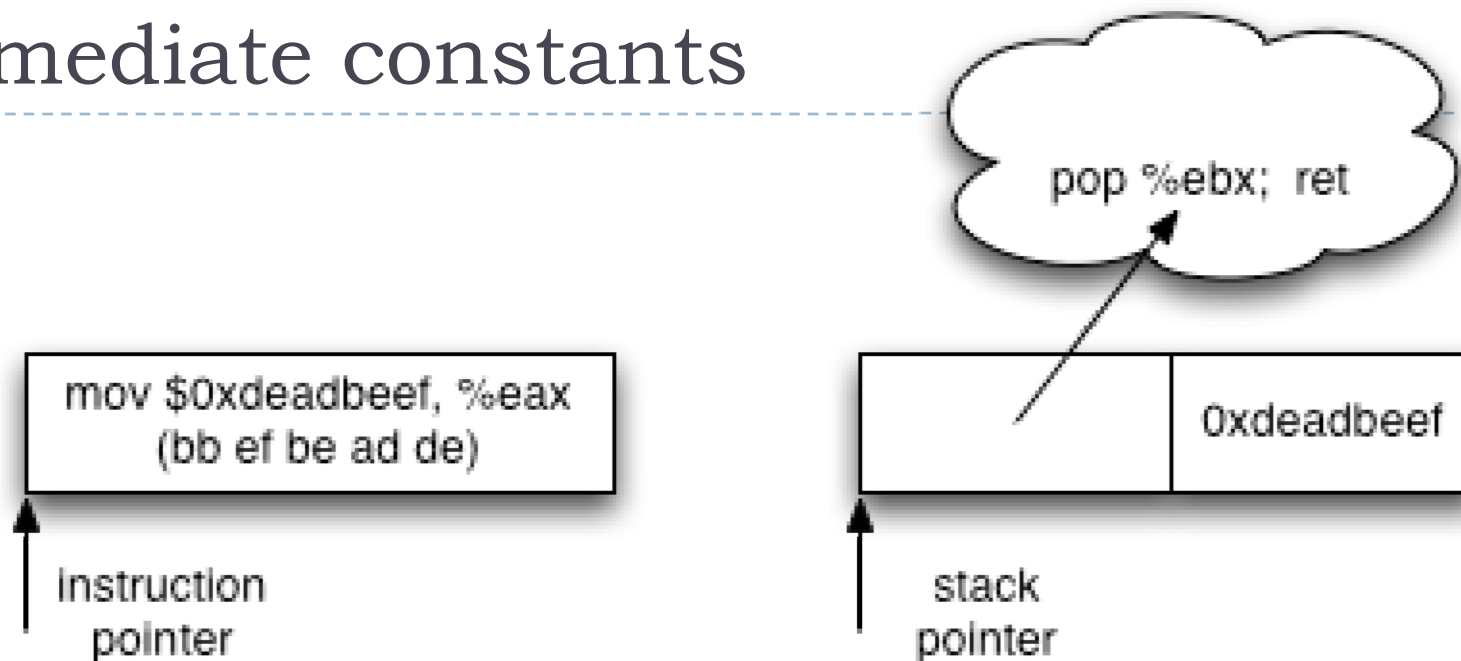 mediate constants
pop %ebx; ret
mov $0xdeadbeef, %eax
(bb ef be ad de)
0xdeadbeef
instruction
pointer
stack
pointer